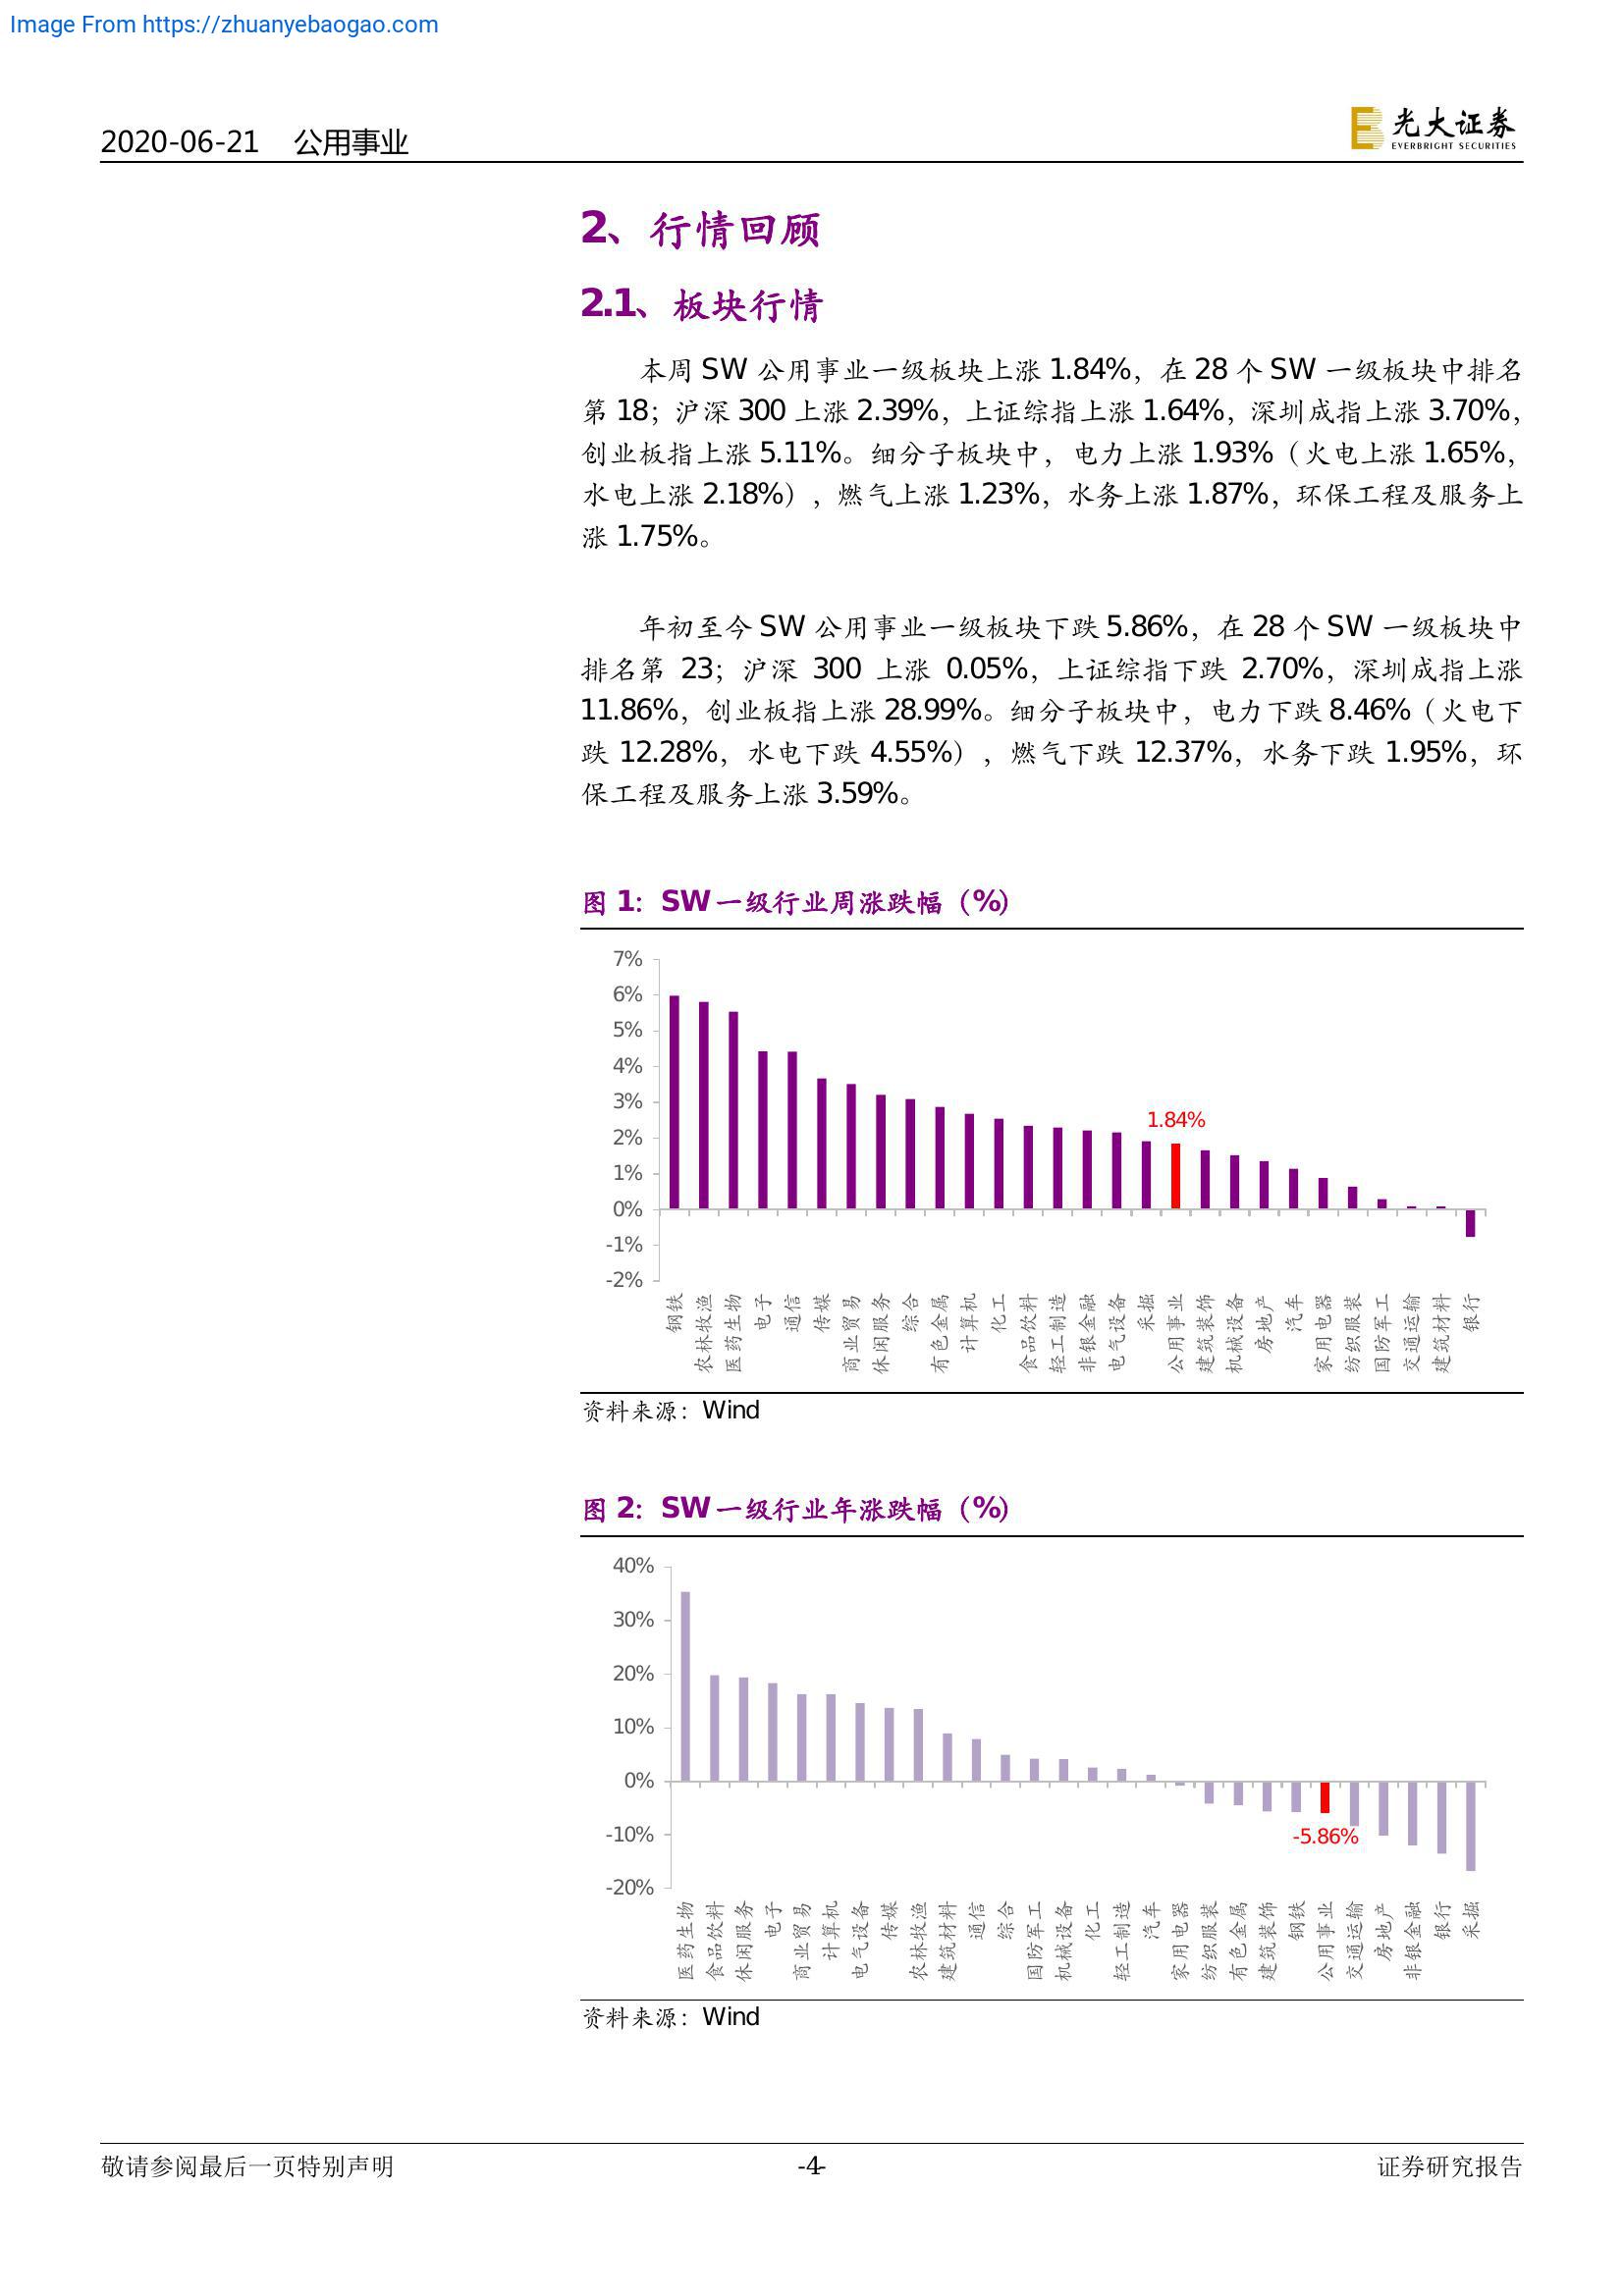 Image From https://zhuanyebaogao.com
2020-06-21 公用事业
光大证券
EVERBRIGHT SECURITIES
2、行情回顾
2.1、板块行情
本周 SW 公用事业一级板块上涨 1.84%，在 28 个 SW 一级板块中排名
第 18；沪深 300 上涨 2.39%，上证综指上涨 1.64%，深圳成指上涨 3.70%，
创业板指上涨 5.11%。细分子板块中，电力上涨 1.93%（火电上涨 1.65%，
水电上涨 2.18%），燃气上涨 1.23%，水务上涨 1.87%，环保工程及服务上
涨 1.75%。
年初至今 SW 公用事业一级板块下跌 5.86%，在 28 个 SW 一级板块中
排名第 23；沪深 300 上涨 0.05%，上证综指下跌 2.70%，深圳成指上涨
11.86%，创业板指上涨 28.99%。细分子板块中，电力下跌 8.46%（火电下
跌 12.28%，水电下跌 4.55%），燃气下跌 12.37%，水务下跌 1.95%，环
保工程及服务上涨 3.59%。
图 1：SW 一级行业周涨跌幅（%）
7%
6%
5%
4%
3%
2%
1%
0%
-1%
-2%
1.84%
钢铁
农林牧渔
医药生物
电子
通信
传媒
商业贸易
休闲服务
综合
有色金属
计算机
化工
食品饮料
轻工制造
非银金融
电气设备
采掘
公用事业
建筑装饰
机械设备
房地产
汽车
家用电器
纺织服装
国防军工
交通运输
建筑材料
银行
资料来源：Wind
图 2：SW 一级行业年涨跌幅（%）
40%
30%
20%
10%
0%
-10%
-20%
-5.86%
医药生物
食品饮料
休闲服务
电子
商业贸易
计算机
电气设备
传媒
农林牧渔
建筑材料
通信
综合
国防军工
机械设备
化工
轻工制造
汽车
家用电器
纺织服装
有色金属
建筑装饰
钢铁
公用事业
交通运输
房地产
非银金融
银行
采掘
资料来源：Wind
敬请参阅最后一页特别声明
-4-
证券研究报告